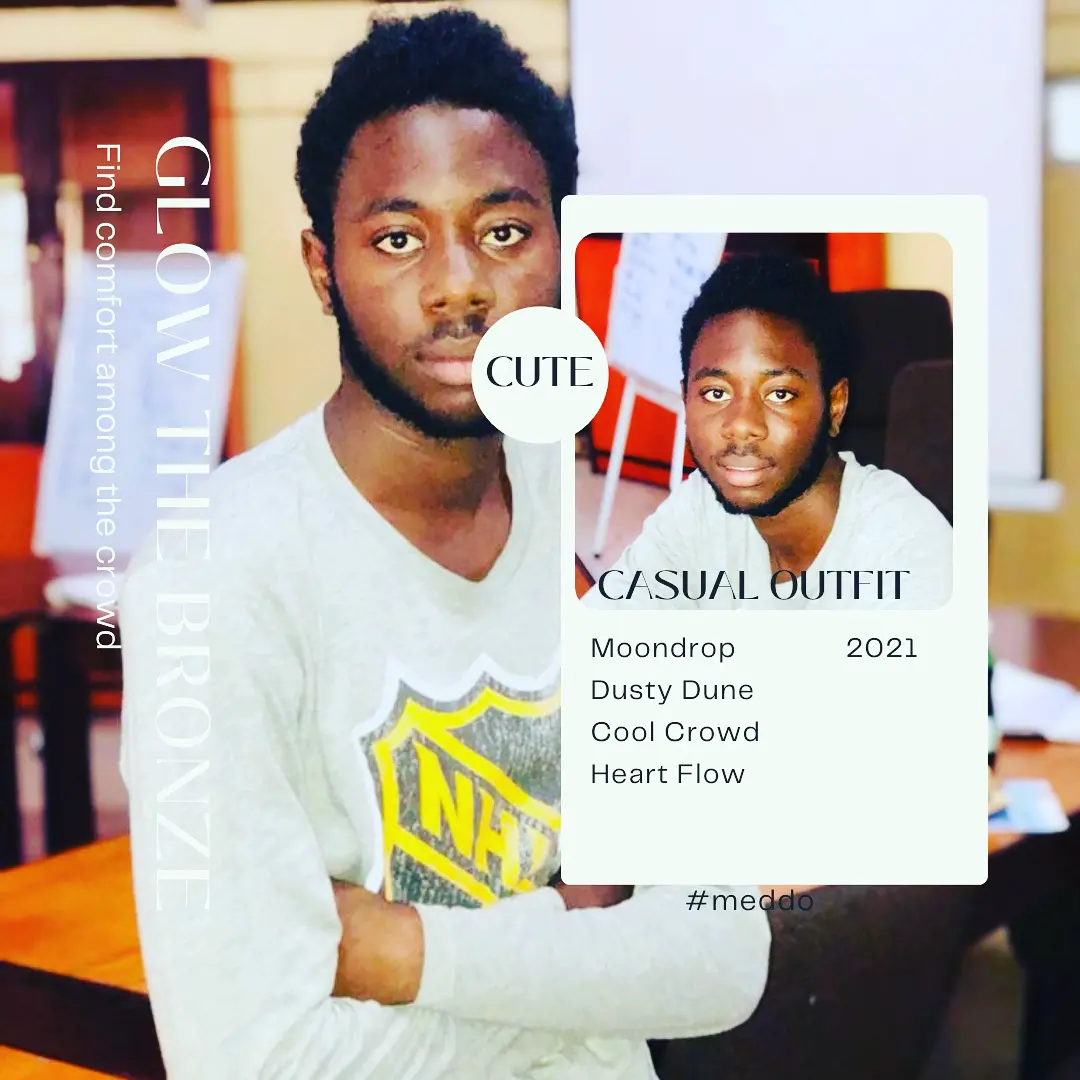 GLOW THE BRONZE
Find comfort among the crowd
CUTE
CASUAL OUTFIT
Moondrop 2021
Dusty Dune
Cool Crowd
Heart Flow
#meddo
NHL